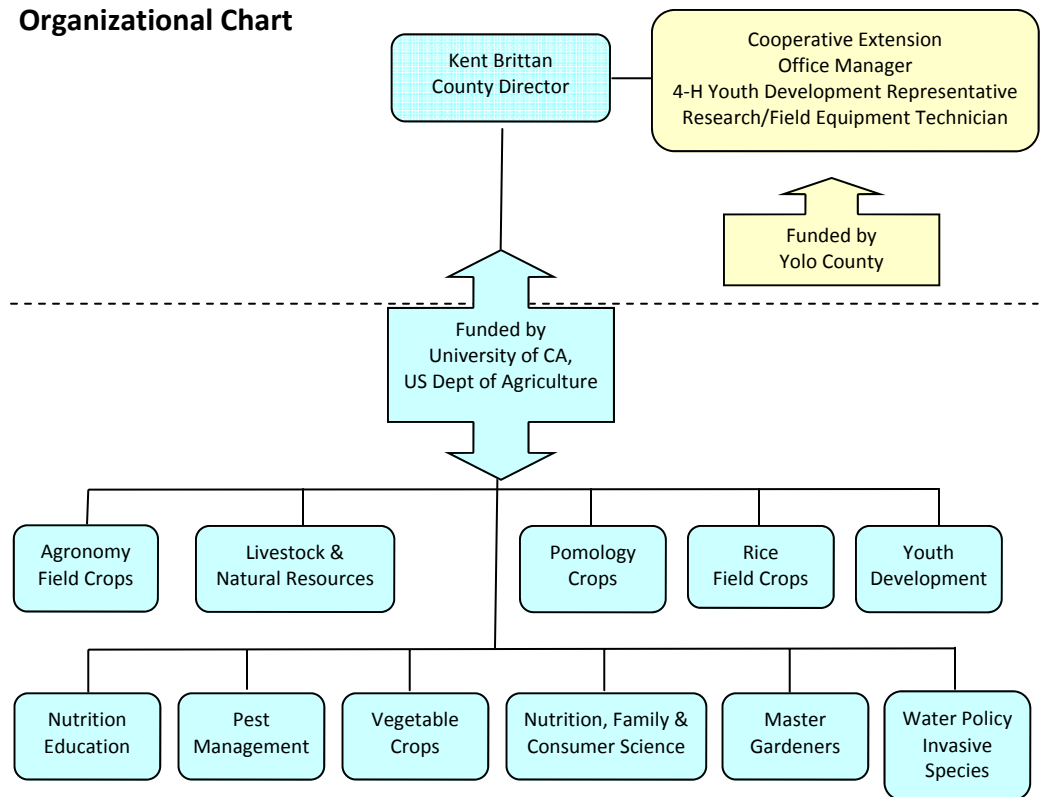 Organizational Chart
Kent Brittan
County Director
Cooperative Extension
Office Manager
4-H Youth Development Representative
Research/Field Equipment Technician
Funded by
Yolo County
Funded by
University of CA,
US Dept of Agriculture
Agronomy
Field Crops
Livestock &
Natural Resources
Pomology
Crops
Rice
Field Crops
Youth
Development
Nutrition
Education
Pest
Management
Vegetable
Crops
Nutrition, Family &
Consumer Science
Master
Gardeners
Water Policy
Invasive
Species